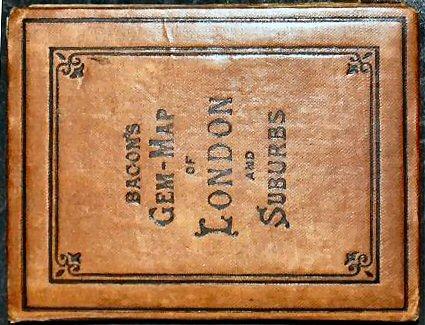 BACON'S
GEM-MAP
OF
LONDON
AND
SUBURBS